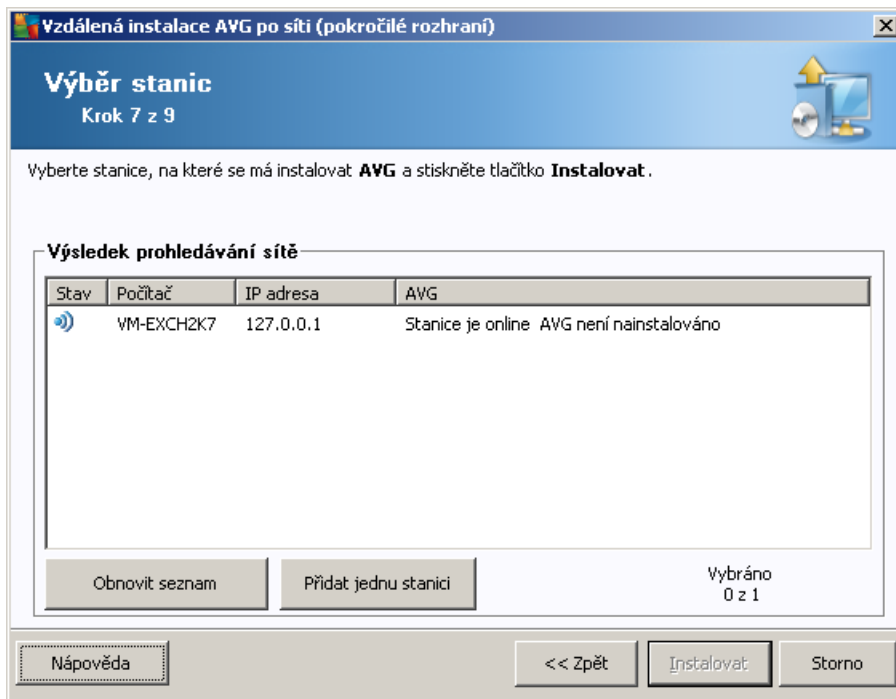 Vzdálená instalace AVG po síti (pokročilé rozhraní)
Výběr stanic
Krok 7 z 9
Vyberte stanice, na které se má instalovat AVG a stiskněte tlačítko Instalovat.
Výsledek prohledávání sítě
Stav Počítač IP adresa AVG
VM-EXCH2K7 127.0.0.1 Stanice je online AVG není nainstalováno
Obnovit seznam Přidat jednu stanici Vybráno
0 z 1
Nápověda << Zpět Instalovat Storno